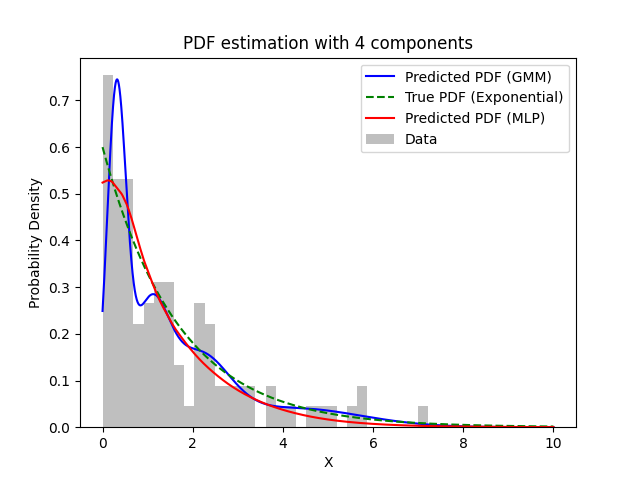 PDF estimation with 4 components
Predicted PDF (GMM)
True PDF (Exponential)
Predicted PDF (MLP)
Data
Probability Density
0.7
0.6
0.5
0.4
0.3
0.2
0.1
0.0
0
2
4
6
8
10
X